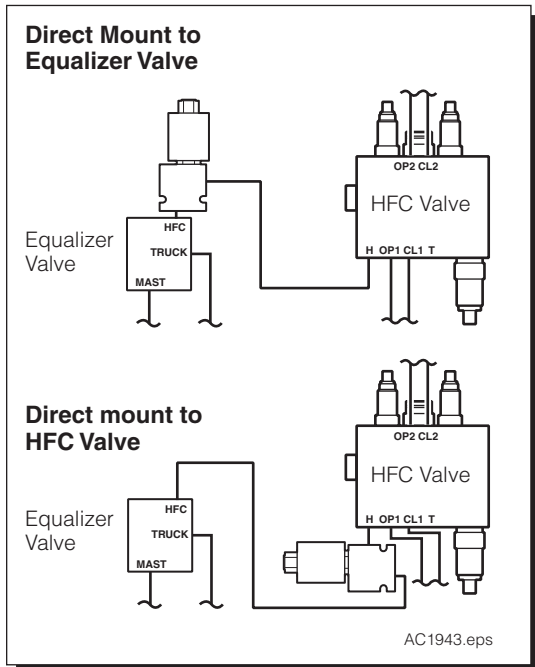 Direct Mount to
Equalizer Valve
OP2 CL2
HFC Valve
HFC
Equalizer
Valve
TRUCK
MAST
H OP1 CL1 T
Direct mount to
HFC Valve
OP2 CL2
HFC Valve
HFC
Equalizer
Valve
TRUCK
MAST
H OP1 CL1 T
AC1943.eps